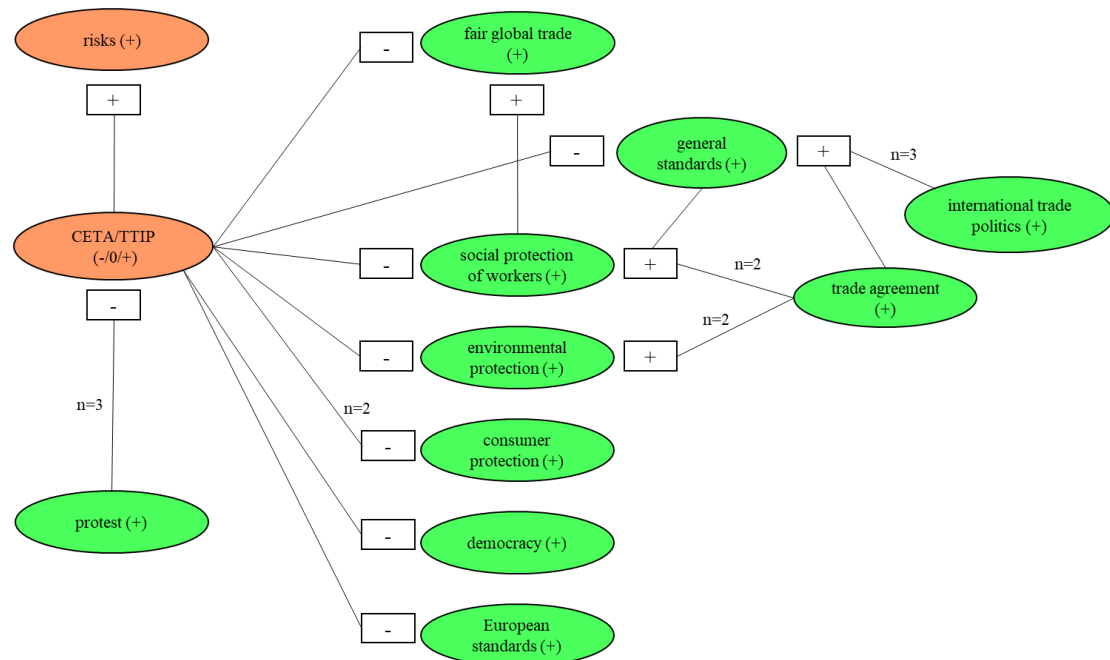 risks (+)
+
CETA/TTIP
(-/0/+)
-
n=3
protest (+)
-
fair global trade
(+)
+
-
general
standards (+)
+
n=3
international trade
politics (+)
-
social protection
of workers (+)
+
n=2
trade agreement
(+)
n=2
-
environmental
protection (+)
+
n=2
-
consumer
protection (+)
-
democracy (+)
-
European
standards (+)